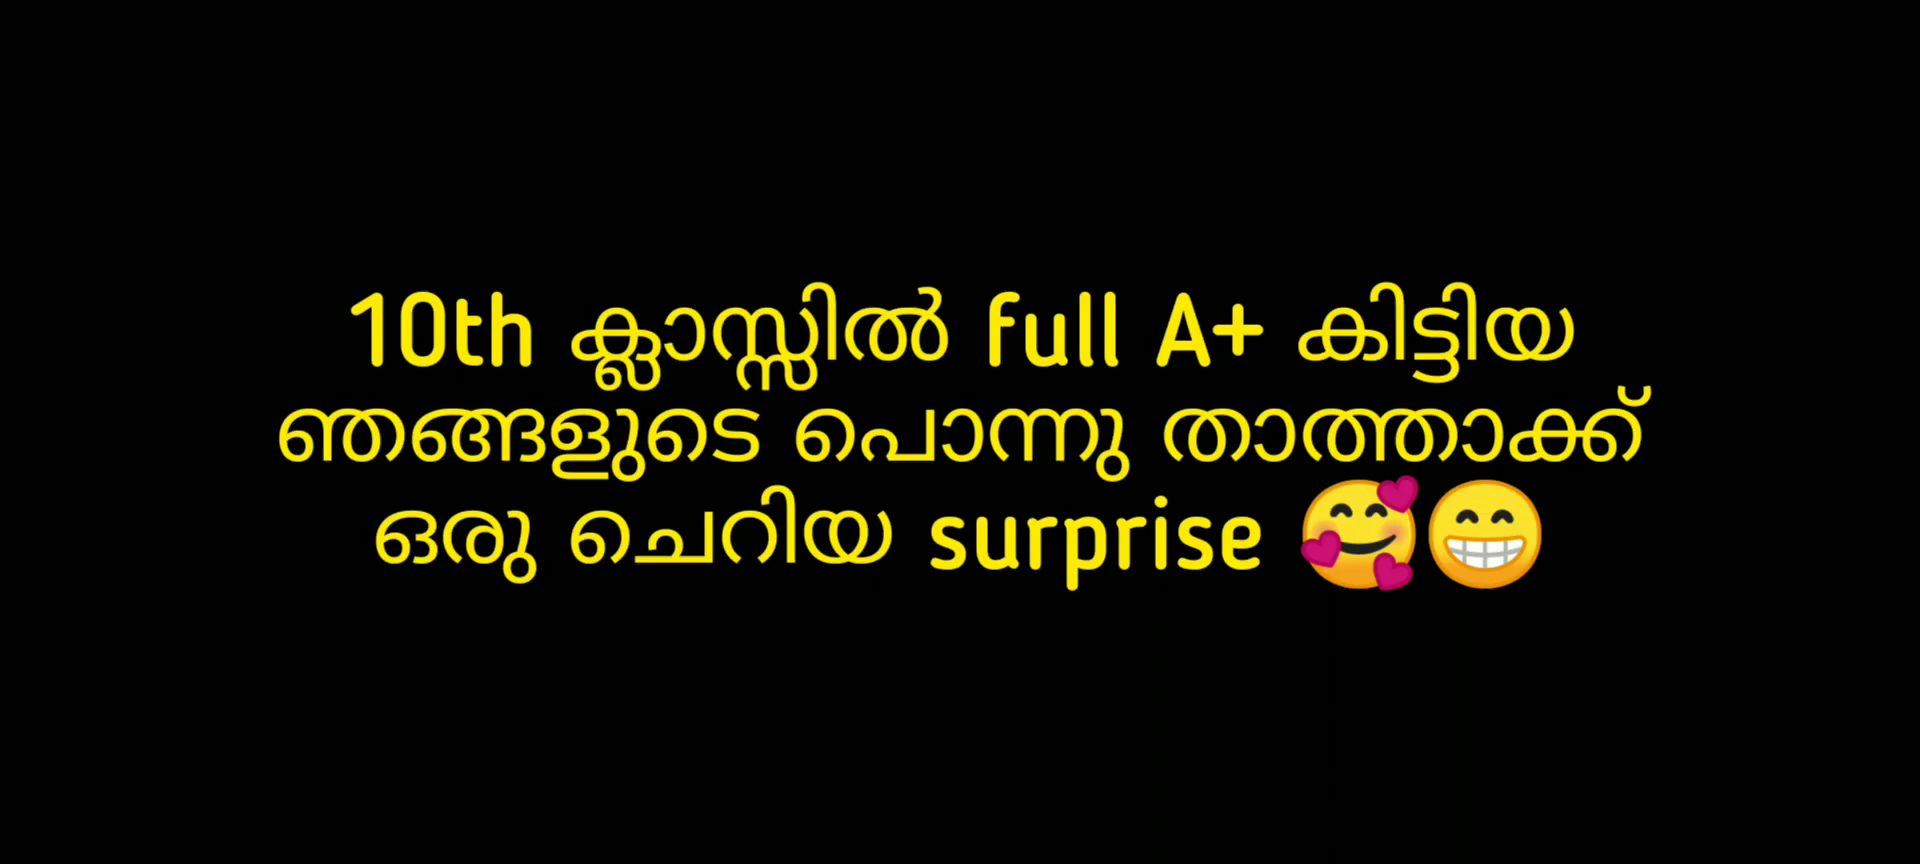 10th ക്ലാസ്സിൽ full A+ കിട്ടിയ
ഞങ്ങളുടെ പൊന്നു താത്താക്ക്
ഒരു ചെറിയ surprise 🥰😁